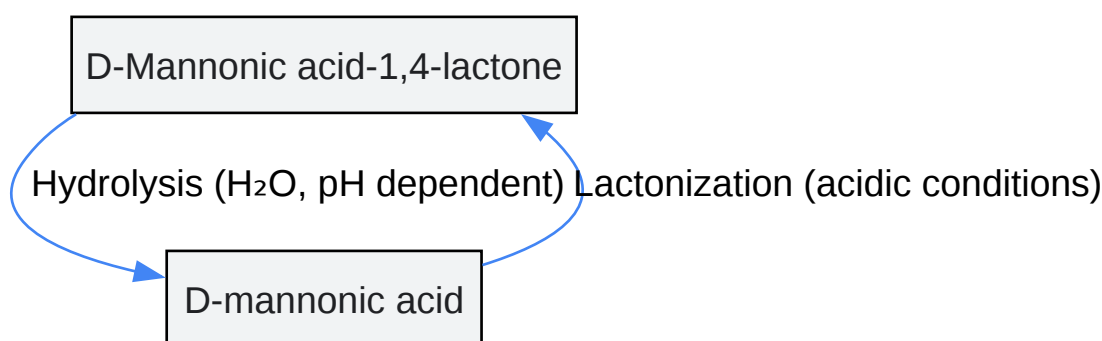 D-Mannonic acid-1,4-lactone
Hydrolysis (H₂O, pH dependent)
Lactonization (acidic conditions)
D-mannonic acid